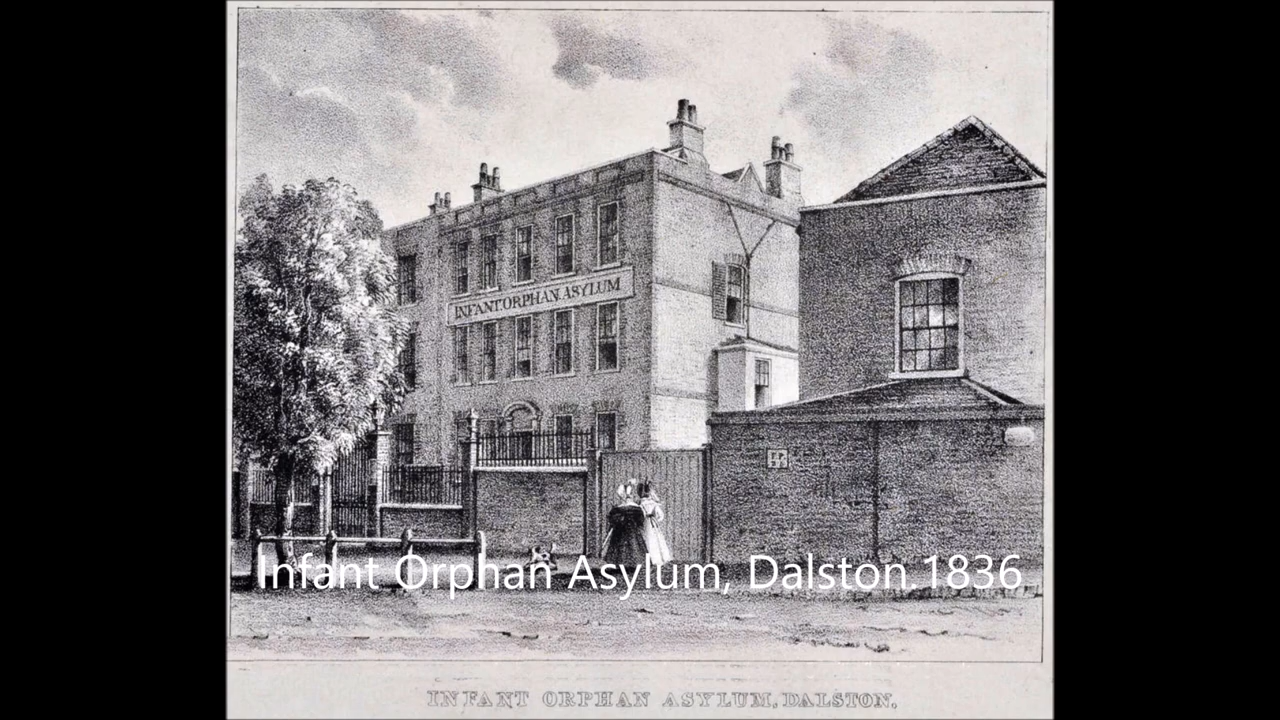 INFANT ORPHAN ASYLUM
Infant Orphan Asylum, Dalston.1836
INFANT ORPHAN ASYLUM, DALSTON.